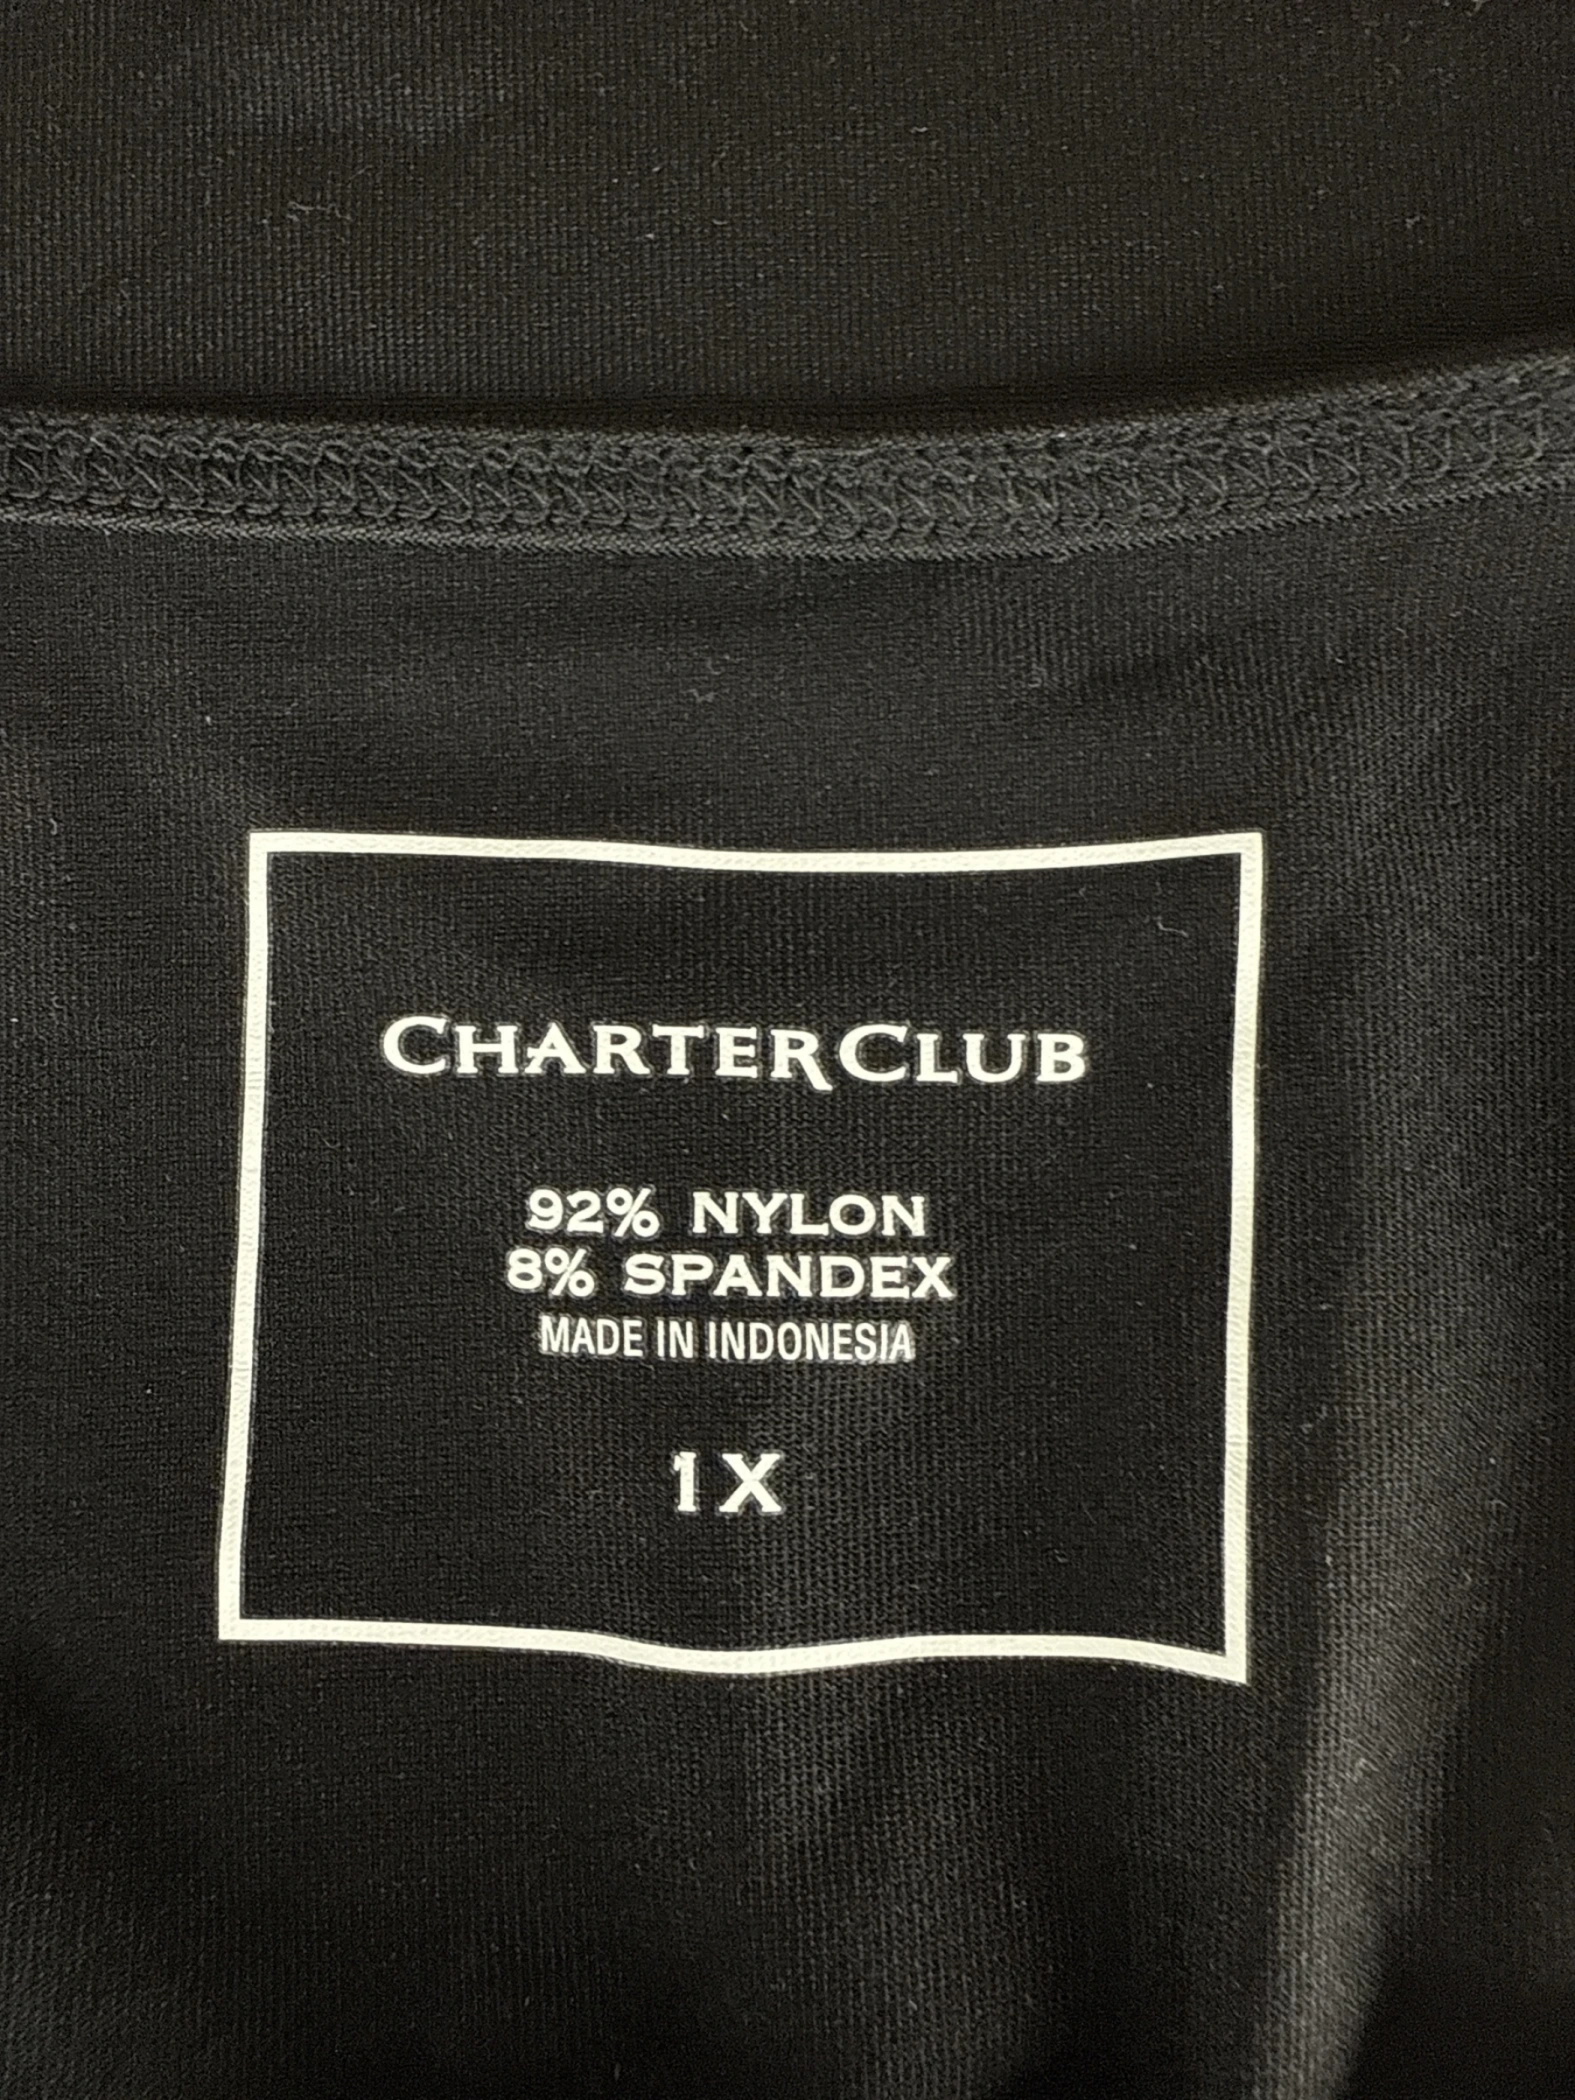 CHARTER CLUB
92% NYLON
8% SPANDEX
MADE IN INDONESIA
1X